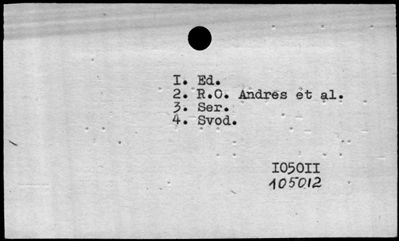 I. Ed.
2. R.O. Andres et al.
3. Ser.
4. Svod.
I050II
105012